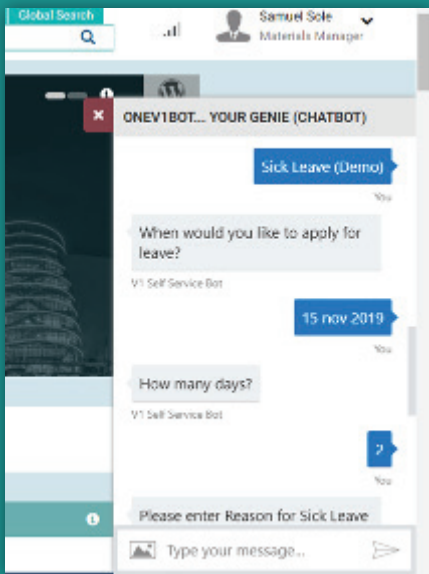 Global Search
Samuel Sole
Materials Manager
ONEV1BOT... YOUR GENIE (CHATBOT)
Sick Leave (Demo)
You
When would you like to apply for
leave?
V1 Self Service Bot
15 nov 2019
You
How many days?
V1 Self Service Bot
2
You
Please enter Reason for Sick Leave
Type your message...